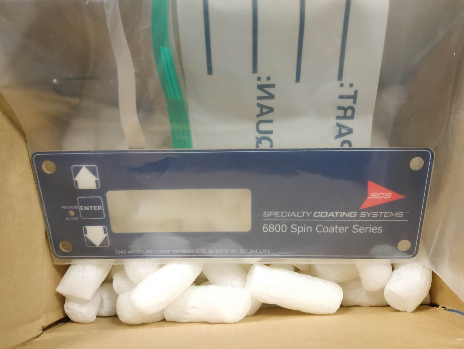 PART:
QUAN:
ENTER
SCS
SPECIALTY COATING SYSTEMS
6800 Spin Coater Series